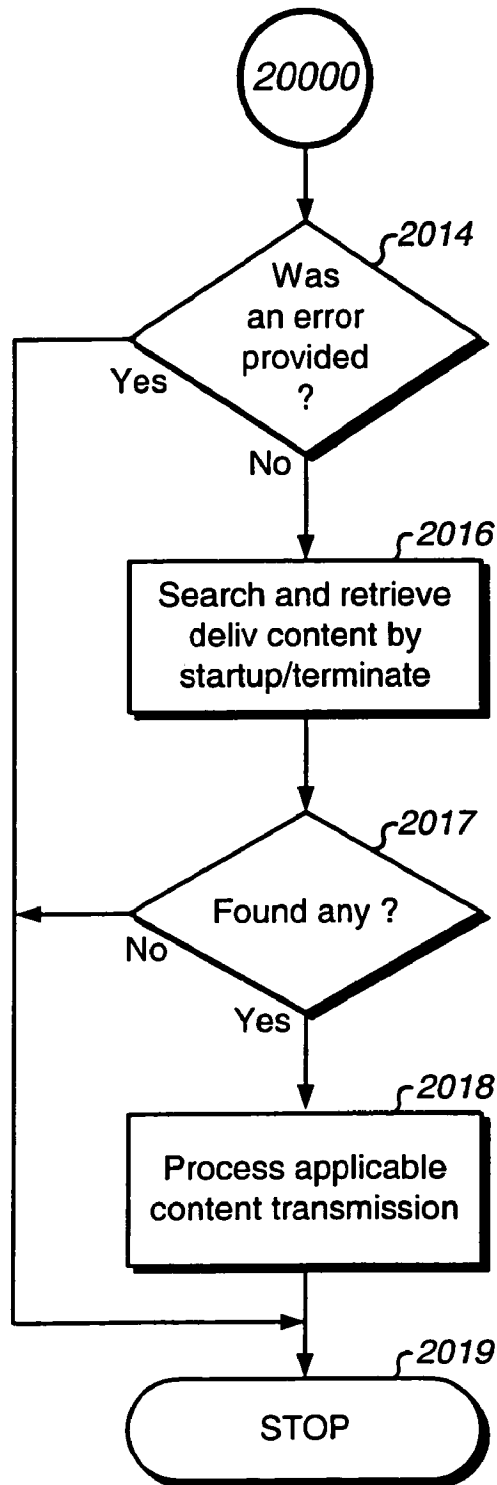 20000
2014
Was
an error
provided
?
Yes
No
2016
Search and retrieve
deliv content by
startup/terminate
2017
Found any ?
No
Yes
2018
Process applicable
content transmission
2019
STOP